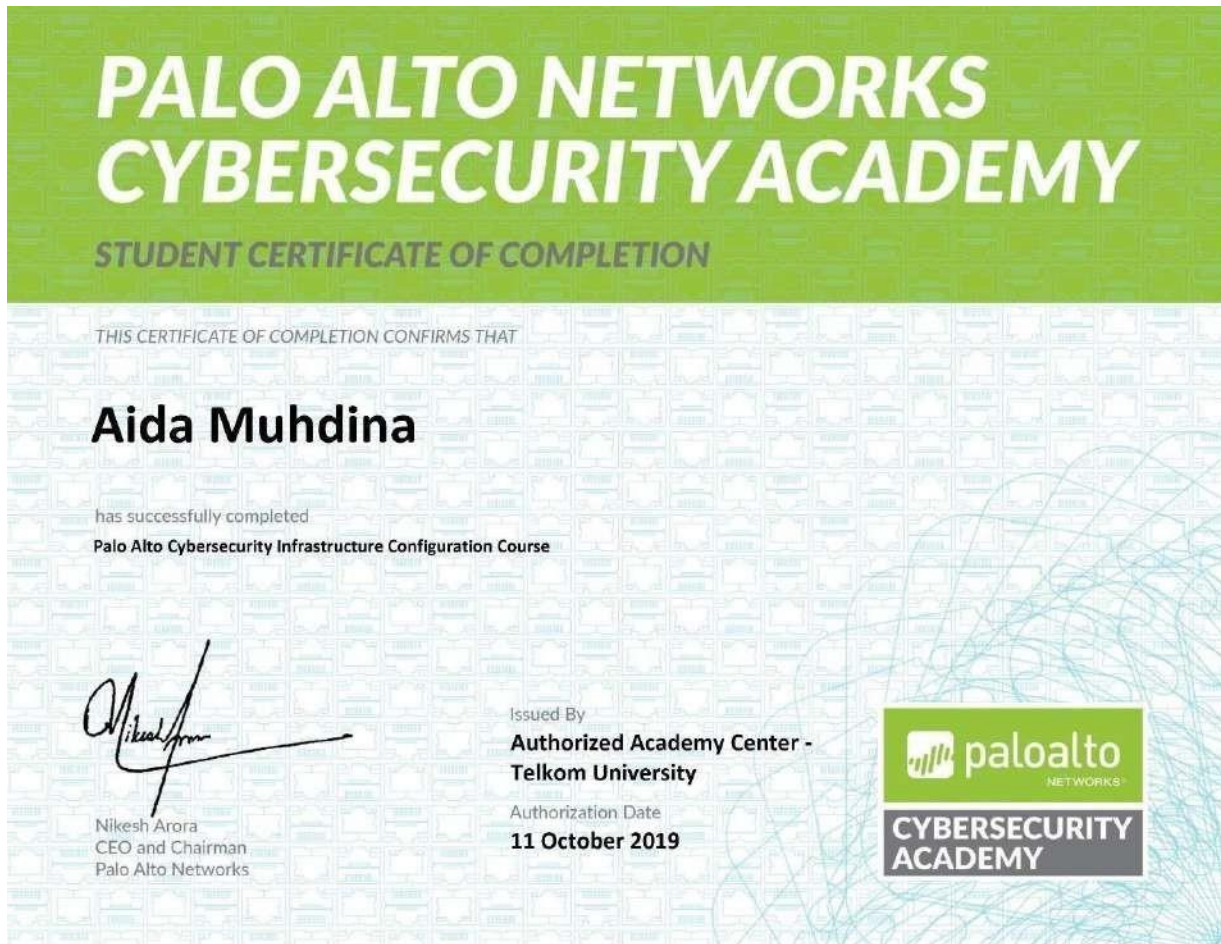 PALO ALTO NETWORKS
CYBERSECURITY ACADEMY
STUDENT CERTIFICATE OF COMPLETION
THIS CERTIFICATE OF COMPLETION CONFIRMS THAT
Aida Muhdina
has successfully completed
Palo Alto Cybersecurity Infrastructure Configuration Course
Nikesh Arora
Nikesh Arora
CEO and Chairman
Palo Alto Networks
Issued By
Authorized Academy Center -
Telkom University
Authorization Date
11 October 2019
paloalto
NETWORKS®
CYBERSECURITY
ACADEMY